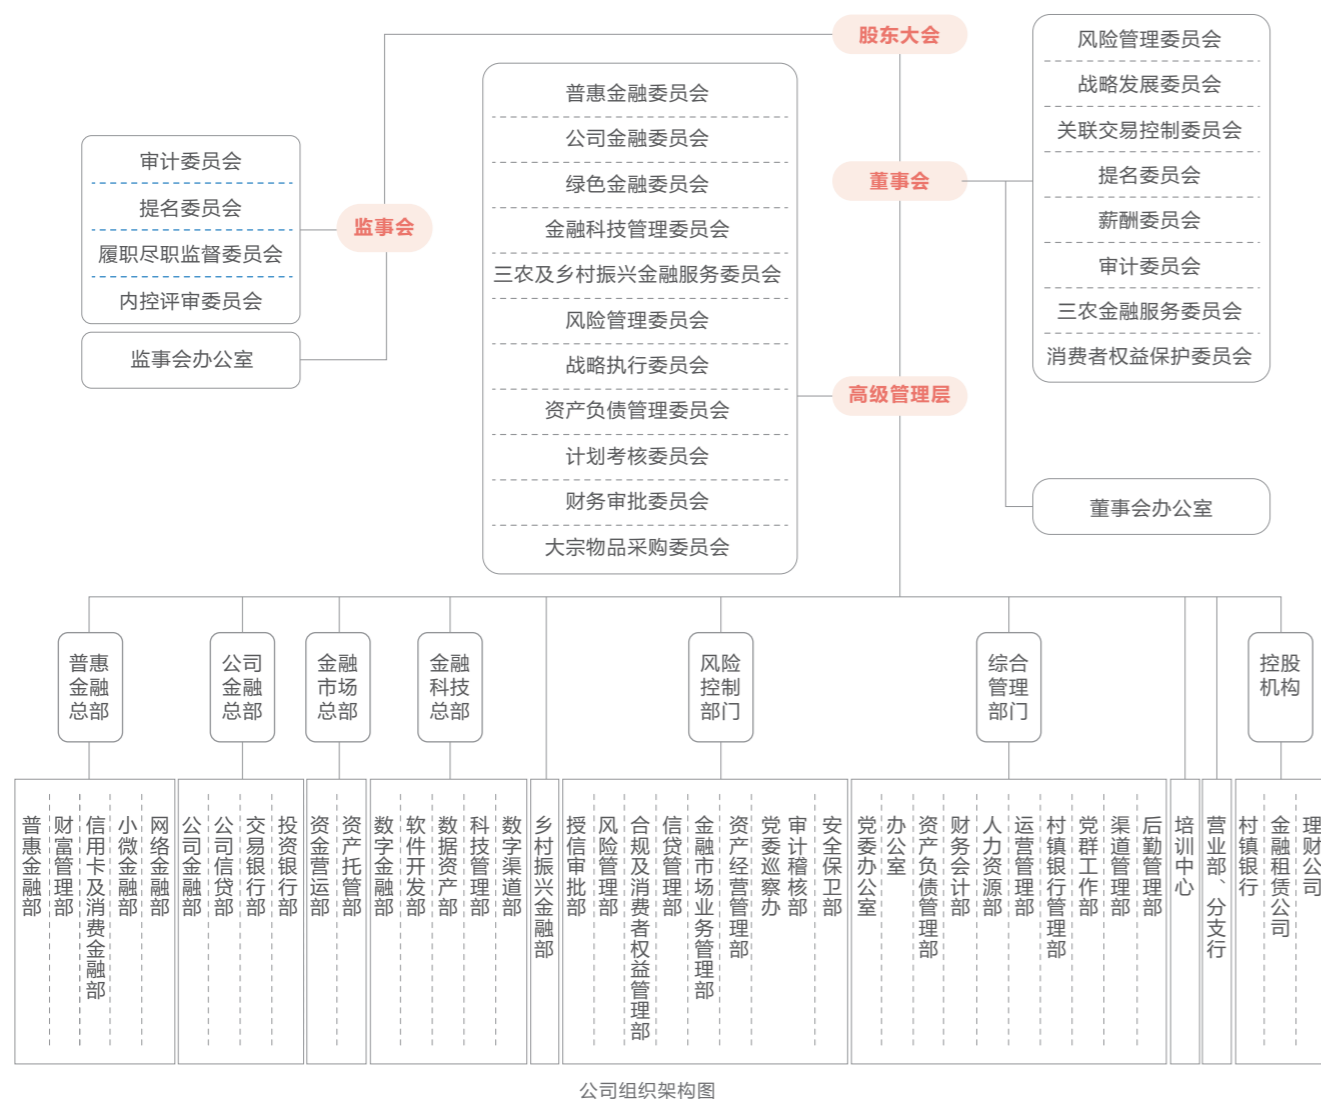 股东大会
董事会
监事会
高级管理层
审计委员会
提名委员会
履职尽职监督委员会
内控评审委员会
监事会办公室
普惠金融委员会
公司金融委员会
绿色金融委员会
金融科技管理委员会
三农及乡村振兴金融服务委员会
风险管理委员会
战略执行委员会
资产负债管理委员会
计划考核委员会
财务审批委员会
大宗物品采购委员会
风险管理委员会
战略发展委员会
关联交易控制委员会
提名委员会
薪酬委员会
审计委员会
三农金融服务委员会
消费者权益保护委员会
董事会办公室
普惠
金融
总部
公司
金融
总部
金融
市场
总部
金融
科技
总部
风险
控制
部门
综合
管理
部门
控股
机构
普惠金融部
财富管理部
信用卡及消费金融部
小微金融部
网络金融部
公司金融部
公司信贷部
交易银行部
投资银行部
资金营运部
资产托管部
数字金融部
软件开发部
数据资产部
科技管理部
数字渠道部
乡村振兴金融部
授信审批部
风险管理部
合规及消费者权益管理部
信贷管理部
金融市场业务管理部
资产经营管理部
党委巡察办
审计稽核部
安全保卫部
党委办公室
办公室
资产负债管理部
财务会计部
人力资源部
运营管理部
村镇银行管理部
党群工作部
渠道管理部
后勤管理部
培训中心
营业部、分支行
村镇银行
金融租赁公司
理财公司
公司组织架构图